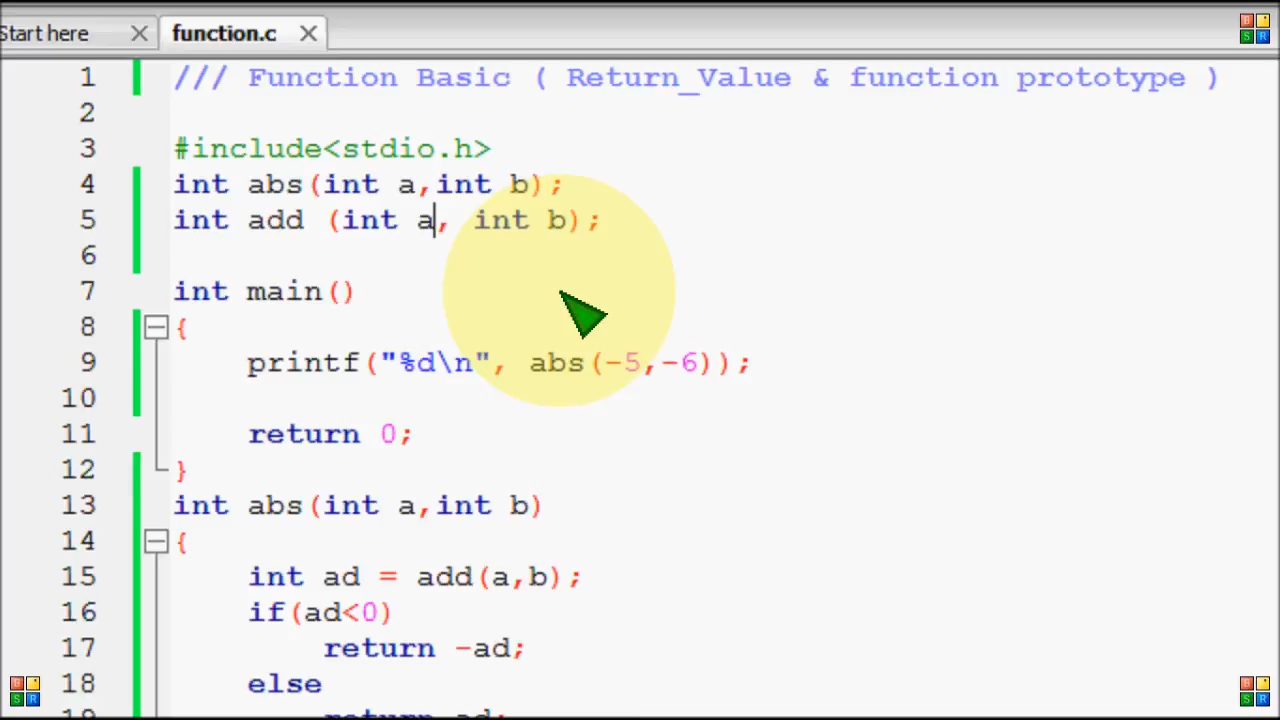 Start here
function.c
1 /// Function Basic ( Return_Value & function prototype )
2
3 #include<stdio.h>
4 int abs(int a,int b);
5 int add (int a, int b);
6
7 int main()
8 {
9 printf("%d\n", abs(-5,-6));
10
11 return 0;
12 }
13 int abs(int a,int b)
14 {
15 int ad = add(a,b);
16 if(ad<0)
17 return -ad;
18 else
19 return ad;